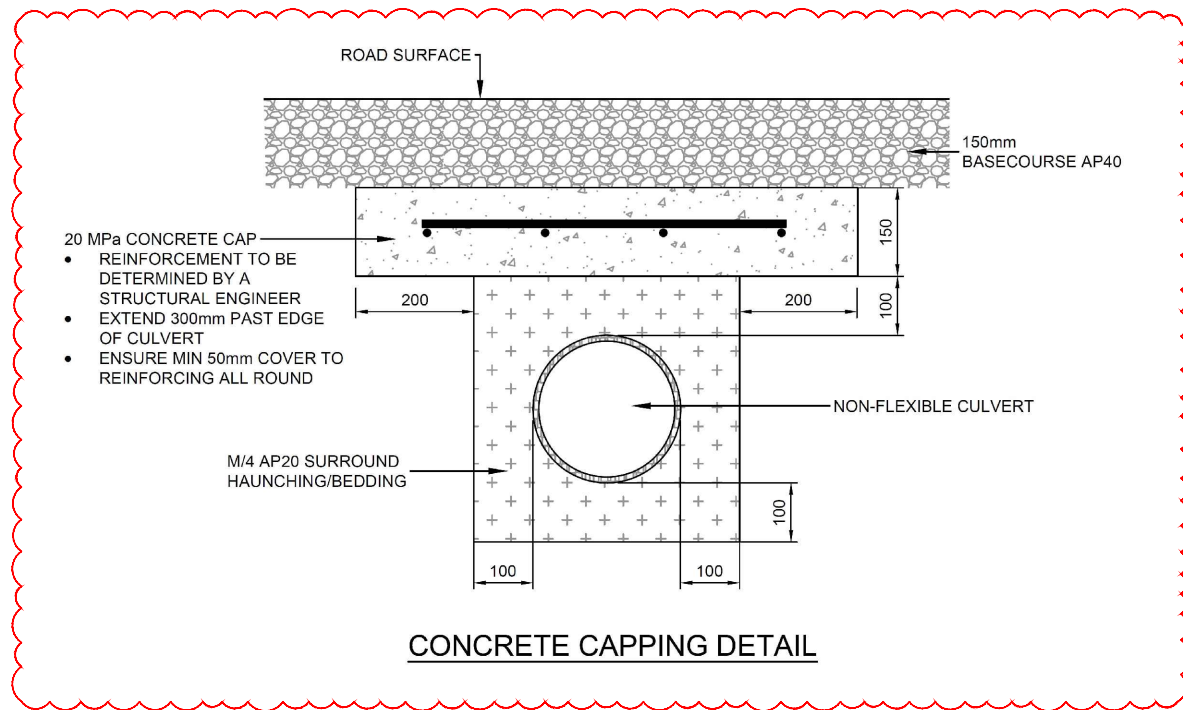 ROAD SURFACE
150mm
BASECOURSE AP40
20 MPa CONCRETE CAP
• REINFORCEMENT TO BE
DETERMINED BY A
STRUCTURAL ENGINEER
• EXTEND 300mm PAST EDGE
OF CULVERT
• ENSURE MIN 50mm COVER TO
REINFORCING ALL ROUND
150
200
200
100
NON-FLEXIBLE CULVERT
M/4 AP20 SURROUND
HAUNCHING/BEDDING
100
100
100
CONCRETE CAPPING DETAIL